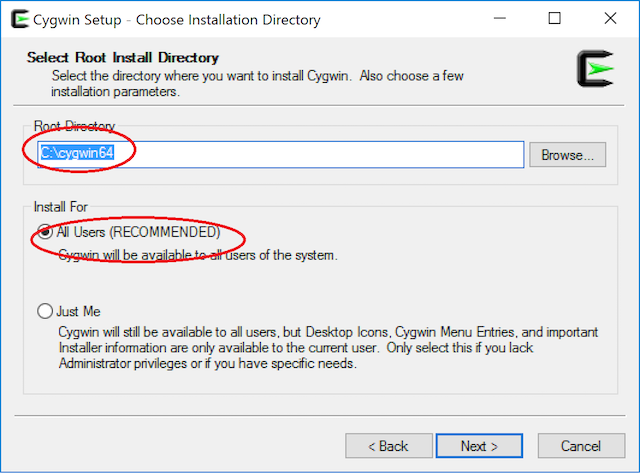 Cygwin Setup - Choose Installation Directory
Select Root Install Directory
Select the directory where you want to install Cygwin. Also choose a few
installation parameters.
Root Directory
C:\cygwin64
Browse...
Install For
All Users (RECOMMENDED)
Cygwin will be available to all users of the system.
Just Me
Cygwin will still be available to all users, but Desktop Icons, Cygwin Menu Entries, and important
Installer information are only available to the current user. Only select this if you lack
Administrator privileges or if you have specific needs.
< Back
Next >
Cancel